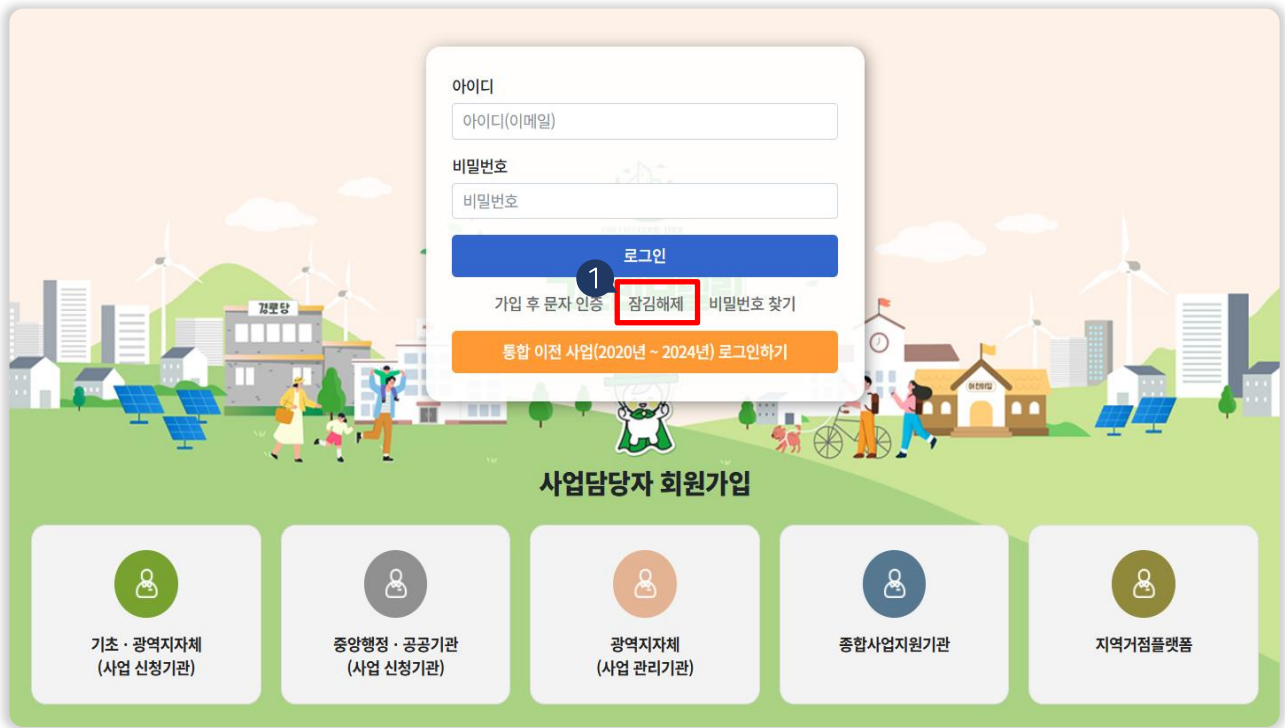 아이디
아이디(이메일)
비밀번호
비밀번호
로그인
1
가입 후 문자 인증 잠김해제 비밀번호 찾기
통합 이전 사업(2020년 ~ 2024년) 로그인하기
경로당
어린이집
사업담당자 회원가입
기초 · 광역지자체
(사업 신청기관)
중앙행정 · 공공기관
(사업 신청기관)
광역지자체
(사업 관리기관)
종합사업지원기관
지역거점플랫폼